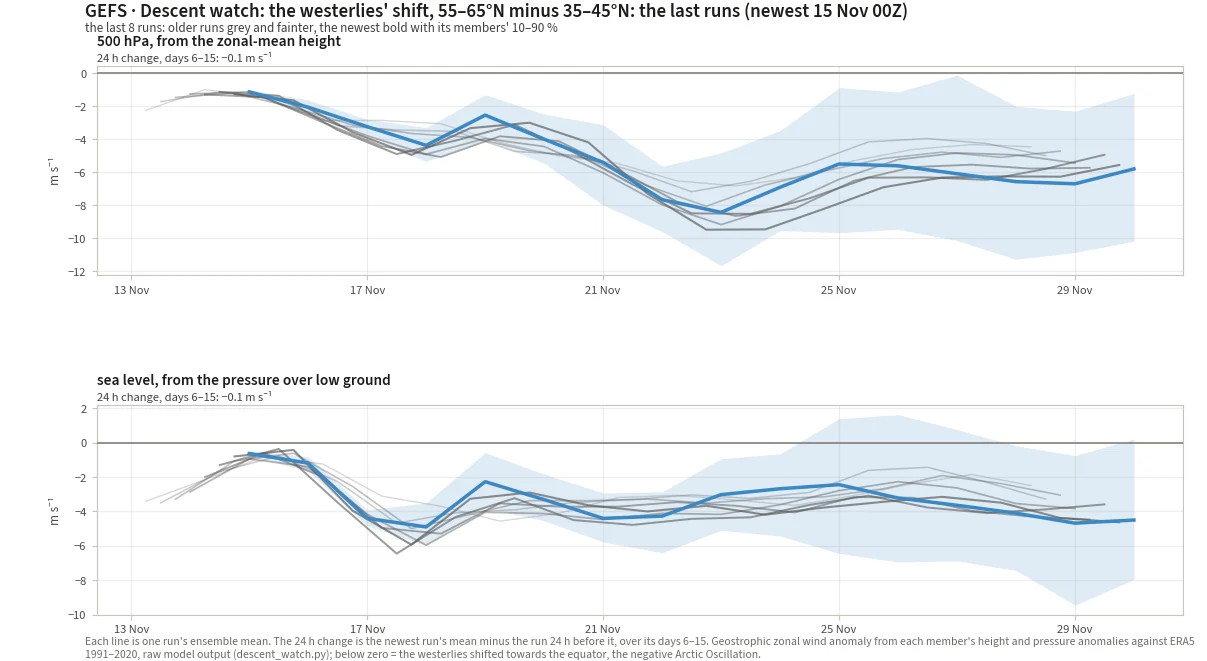 GEFS · Descent watch: the westerlies' shift, 55–65°N minus 35–45°N: the last runs (newest 15 Nov 00Z)
the last 8 runs: older runs grey and fainter, the newest bold with its members' 10–90 %
500 hPa, from the zonal-mean height
24 h change, days 6–15: −0.1 m s⁻¹
0
−2
−4
−6
−8
−10
−12
m s⁻¹
13 Nov 17 Nov 21 Nov 25 Nov 29 Nov
sea level, from the pressure over low ground
24 h change, days 6–15: −0.1 m s⁻¹
2
0
−2
−4
−6
−8
−10
m s⁻¹
13 Nov 17 Nov 21 Nov 25 Nov 29 Nov
Each line is one run's ensemble mean. The 24 h change is the newest run's mean minus the run 24 h before it, over its days 6–15. Geostrophic zonal wind anomaly from each member's height and pressure anomalies against ERA5
1991–2020, raw model output (descent_watch.py); below zero = the westerlies shifted towards the equator, the negative Arctic Oscillation.